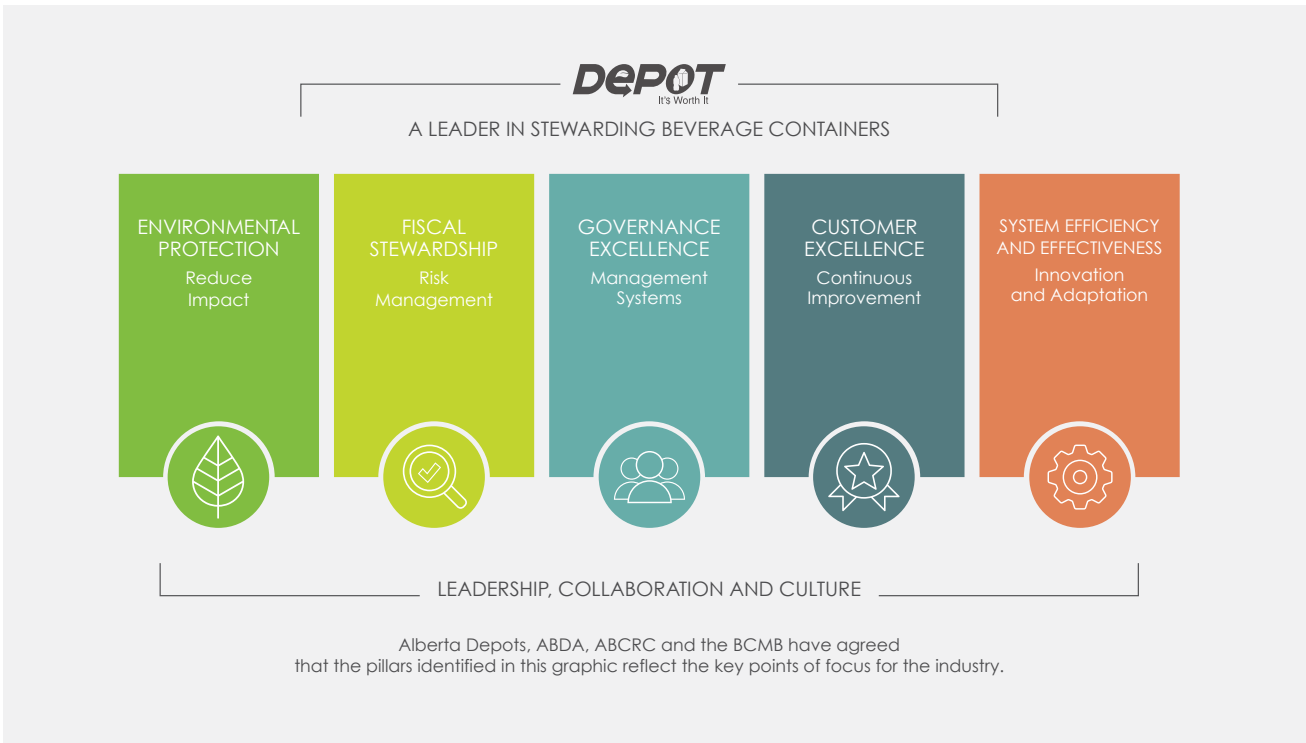 DePOT
It's Worth It
A LEADER IN STEWARDING BEVERAGE CONTAINERS
ENVIRONMENTAL
PROTECTION
Reduce
Impact
FISCAL
STEWARDSHIP
Risk
Management
GOVERNANCE
EXCELLENCE
Management
Systems
CUSTOMER
EXCELLENCE
Continuous
Improvement
SYSTEM EFFICIENCY
AND EFFECTIVENESS
Innovation
and Adaptation
LEADERSHIP, COLLABORATION AND CULTURE
Alberta Depots, ABDA, ABCRC and the BCMB have agreed
that the pillars identified in this graphic reflect the key points of focus for the industry.